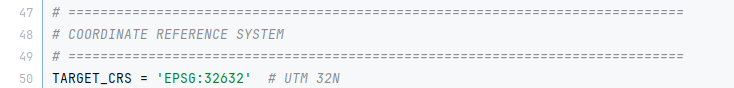 47 # ============================================================================
48 # COORDINATE REFERENCE SYSTEM
49 # ============================================================================
50 TARGET_CRS = 'EPSG:32632'  # UTM 32N